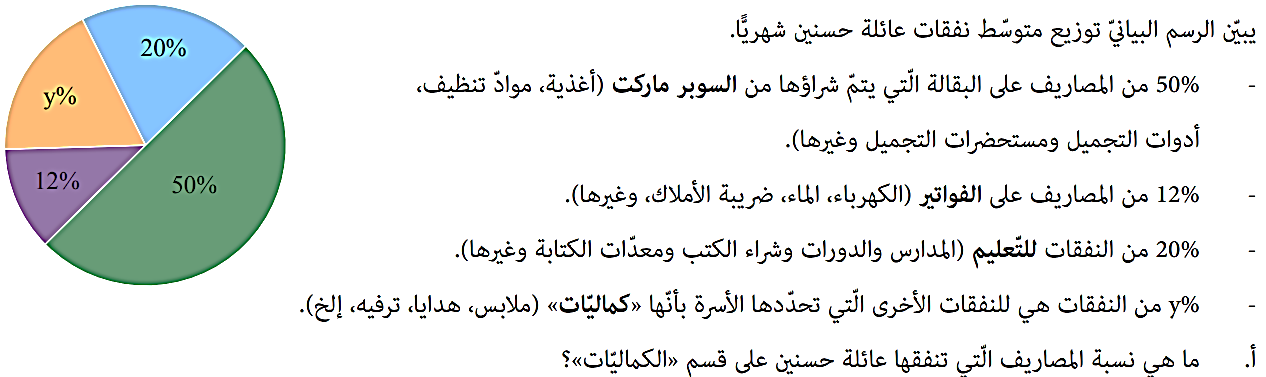 يبيّن الرسم البيانيّ توزيع متوسّط نفقات عائلة حسنين شهريًّا.
- 50% من المصاريف على البقالة الّتي يتمّ شراؤها من السوبر ماركت (أغذية، موادّ تنظيف،
أدوات التجميل ومستحضرات التجميل وغيرها).
- 12% من المصاريف على الفواتير (الكهرباء، الماء، ضريبة الأملاك، وغيرها).
- 20% من النفقات للتّعليم (المدارس والدورات وشراء الكتب ومعدّات الكتابة وغيرها).
- y% من النفقات هي للنفقات الأخرى الّتي تحدّدها الأسرة بأنّها «كماليّات» (ملابس، هدايا، ترفيه، إلخ).
أ. ما هي نسبة المصاريف الّتي تنفقها عائلة حسنين على قسم «الكماليّات»؟
20%
y%
12%
50%